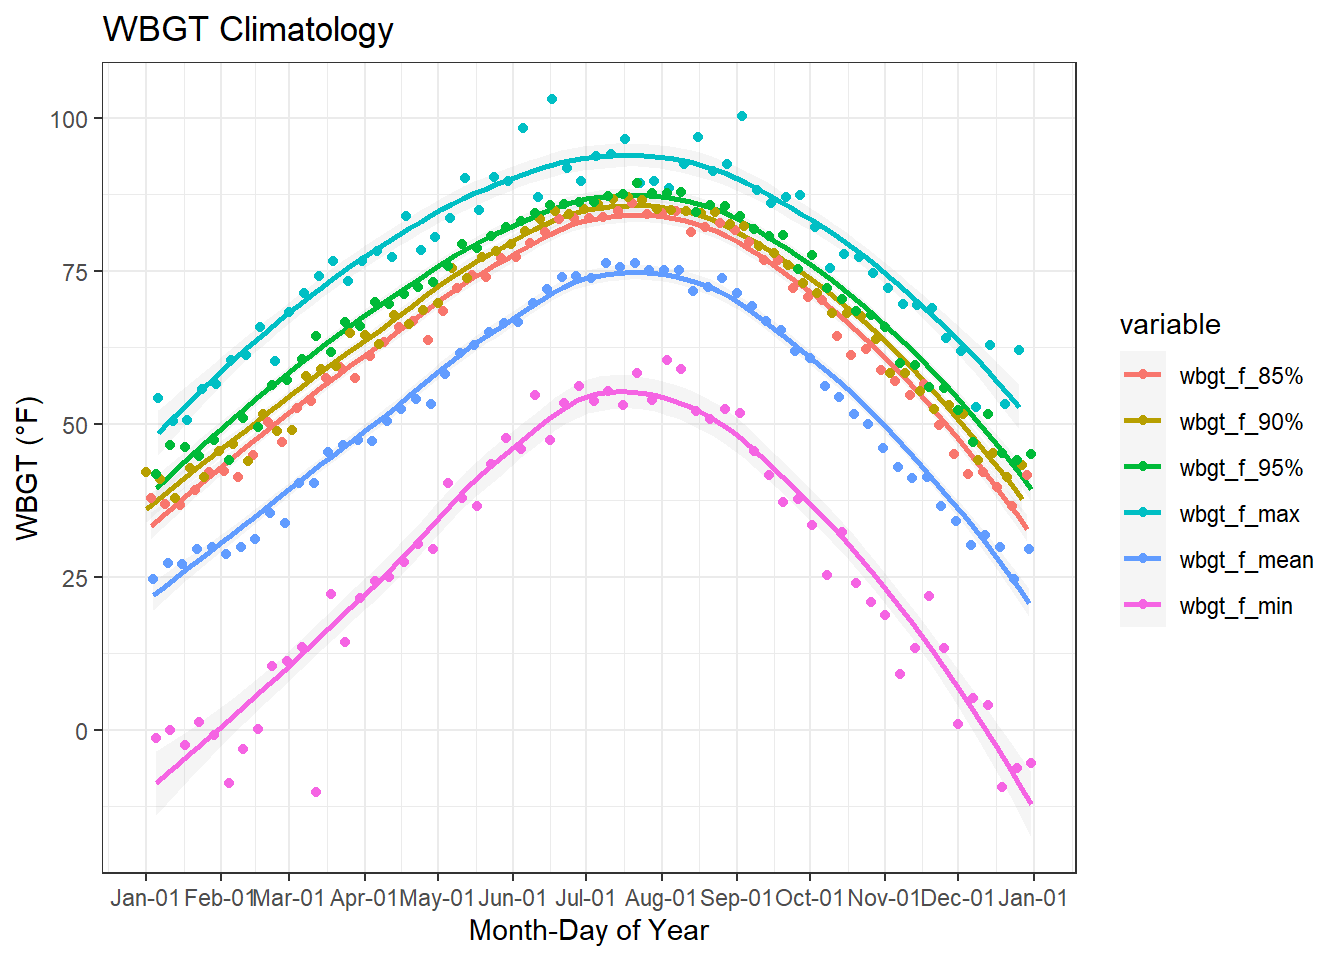 WBGT Climatology
WBGT (°F)
100
75
50
25
0
Jan-01 Feb-01 Mar-01 Apr-01 May-01 Jun-01 Jul-01 Aug-01 Sep-01 Oct-01 Nov-01 Dec-01 Jan-01
Month-Day of Year
variable
wbgt_f_85%
wbgt_f_90%
wbgt_f_95%
wbgt_f_max
wbgt_f_mean
wbgt_f_min